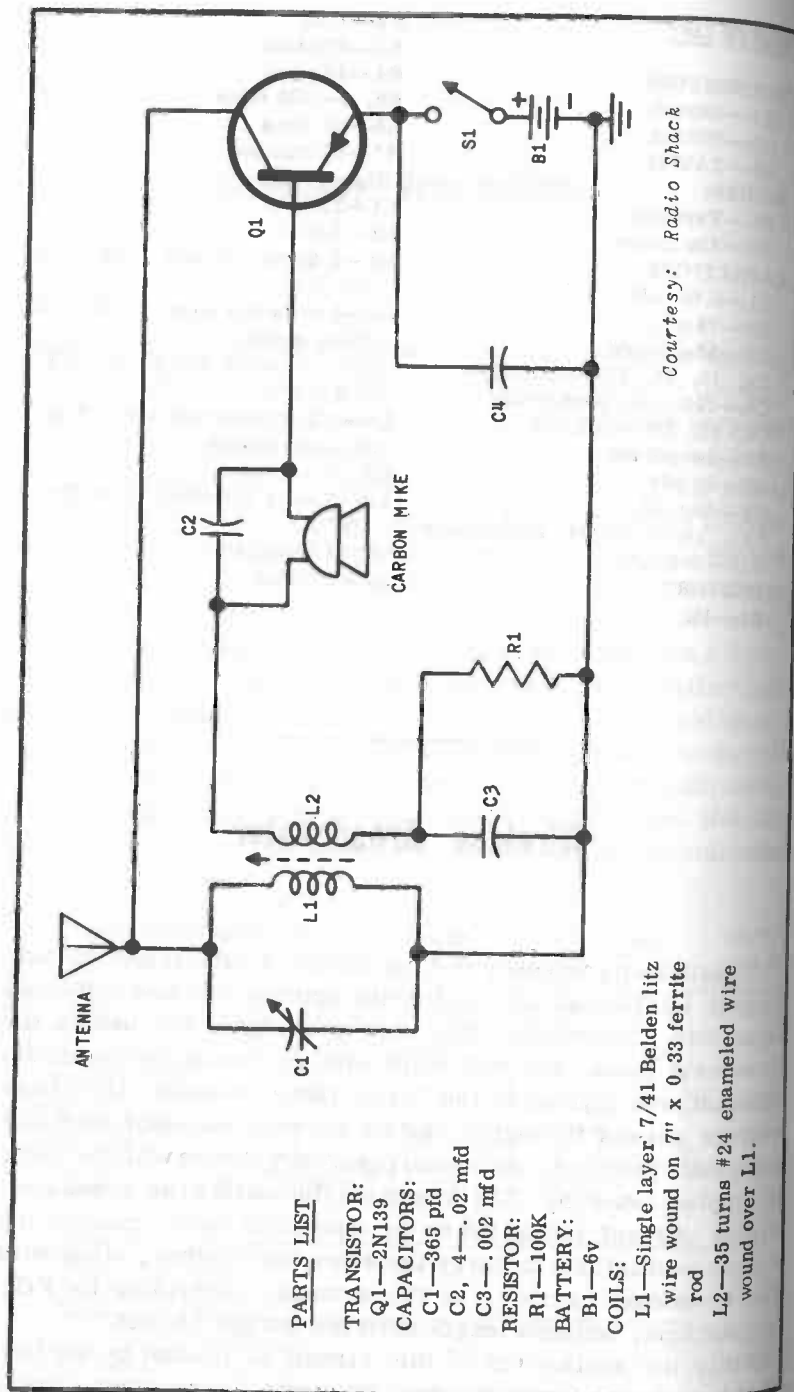 ANTENNA
C1
L1
L2
C3
R1
C2
CARBON MIKE
Q1
C4
S1
+
B1
-
Courtesy: Radio Shack
PARTS LIST
TRANSISTOR:
Q1—2N139
CAPACITORS:
C1—365 pfd
C2, 4—.02 mfd
C3—.002 mfd
RESISTOR:
R1—100K
BATTERY:
B1—6v
COILS:
L1—Single layer 7/41 Belden litz
wire wound on 7" x 0.33 ferrite
rod
L2—35 turns #24 enameled wire
wound over L1.